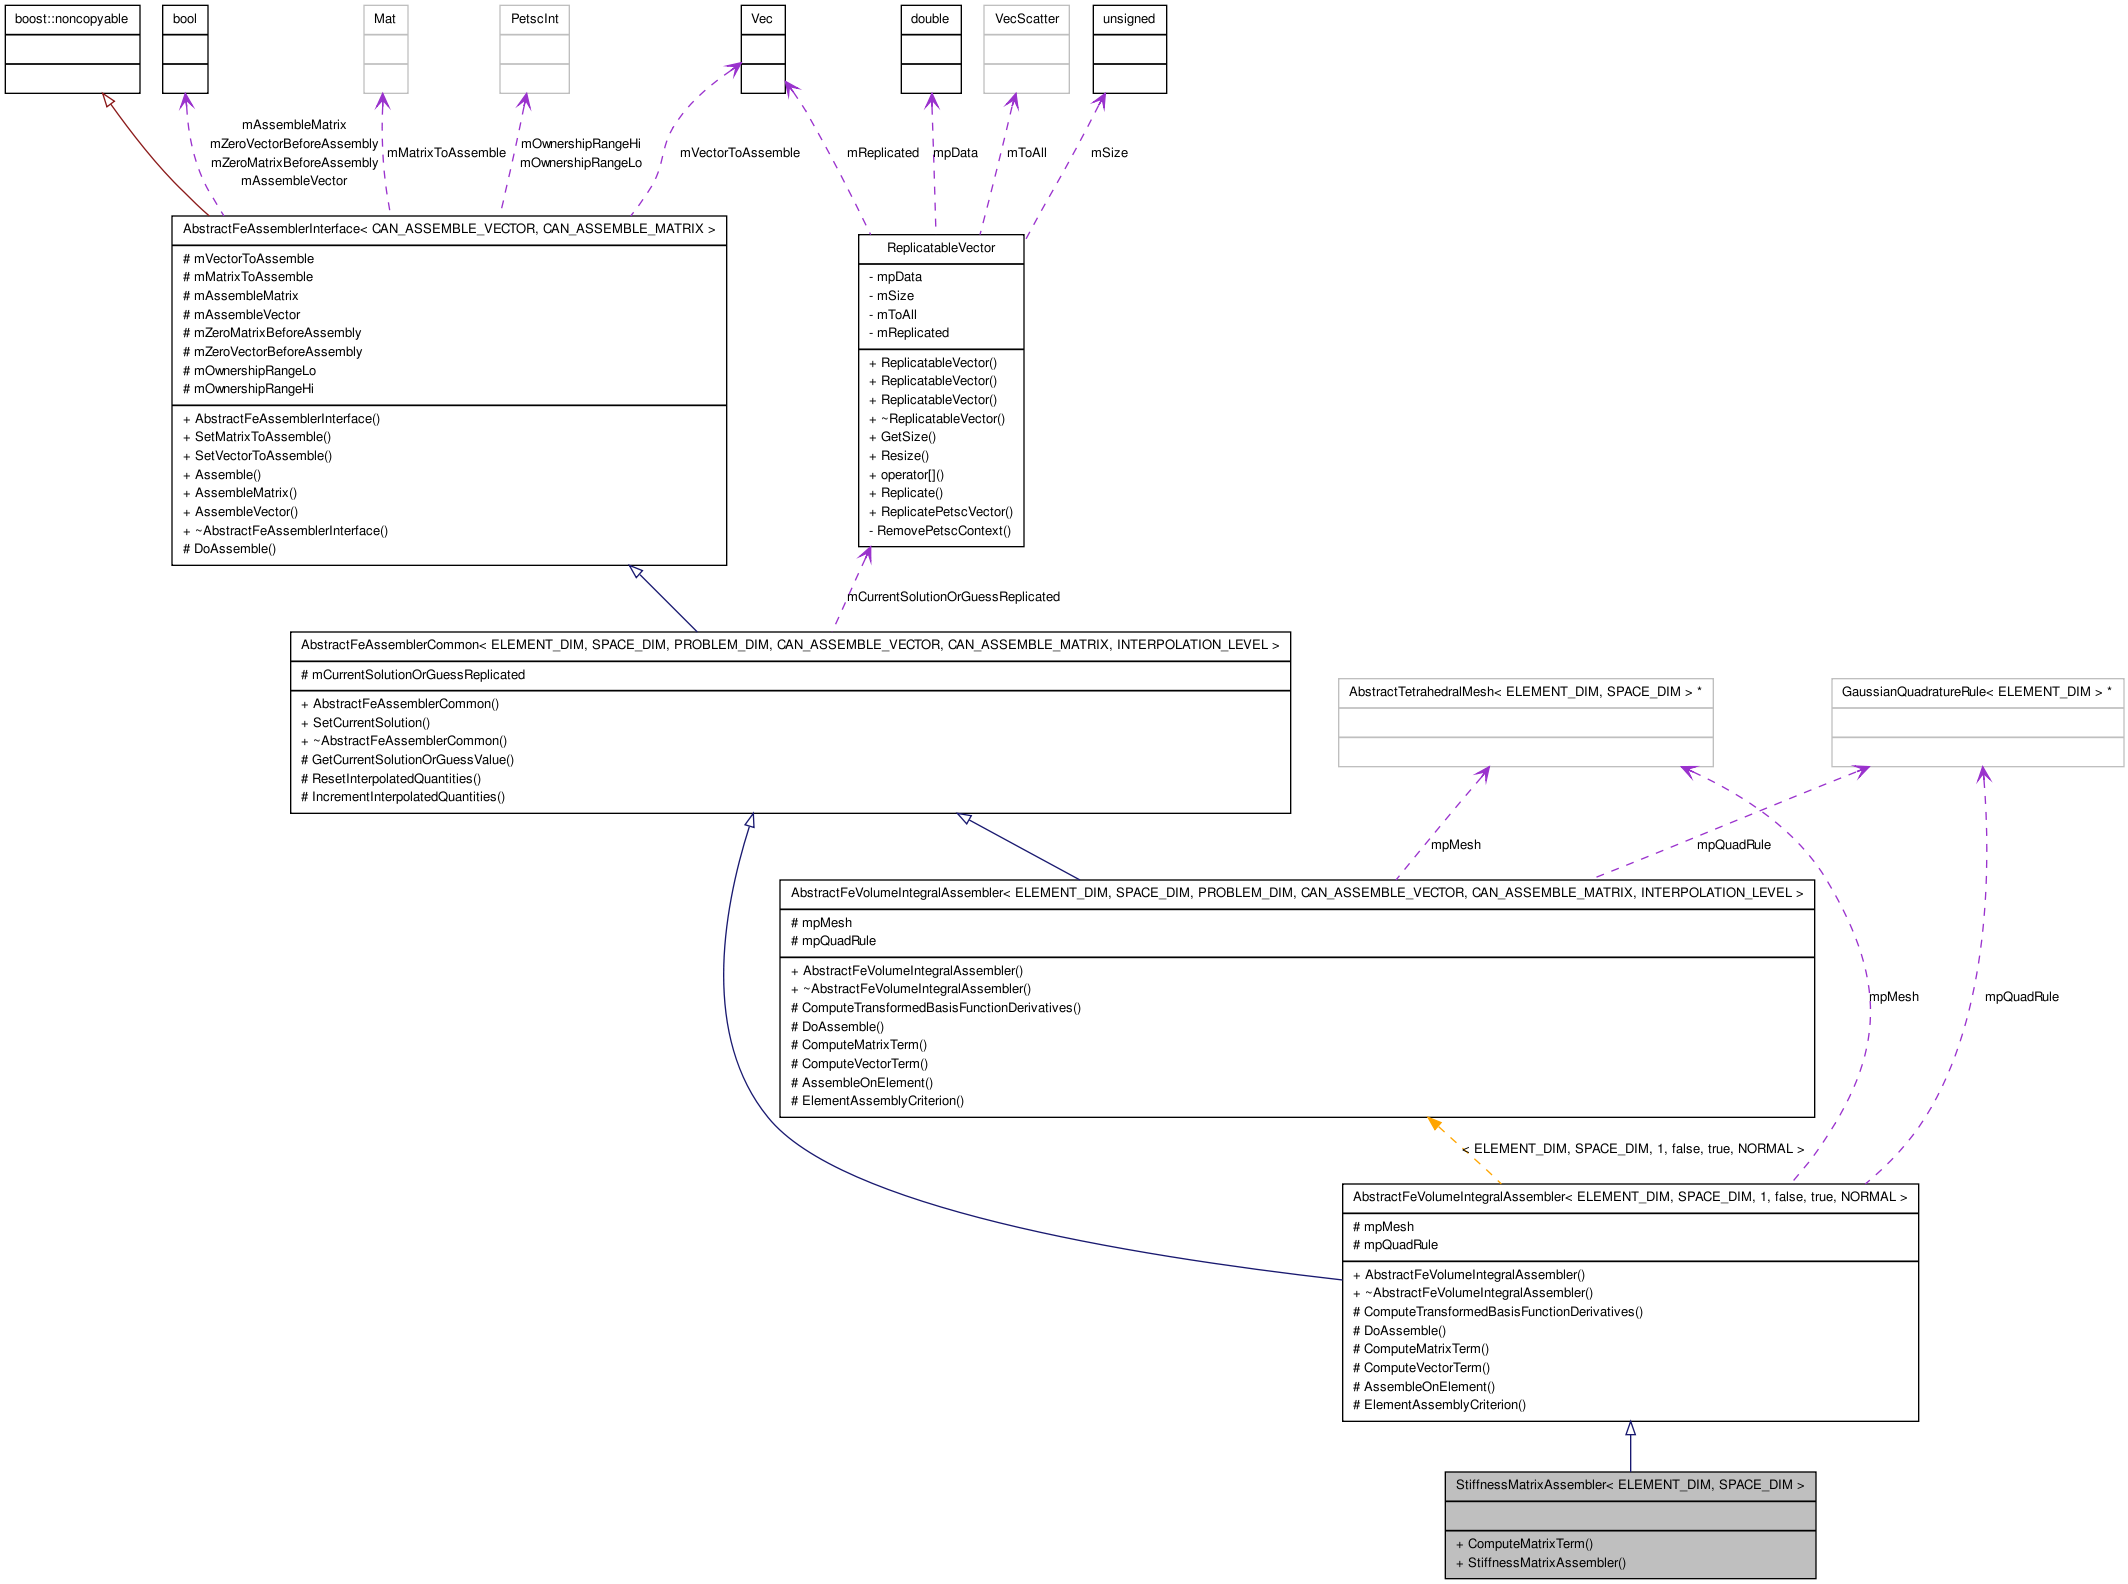 boost::noncopyable
bool
Mat
PetscInt
Vec
double
VecScatter
unsigned
mAssembleMatrix
mZeroVectorBeforeAssembly
mZeroMatrixBeforeAssembly
mAssembleVector
mMatrixToAssemble
mOwnershipRangeHi
mOwnershipRangeLo
mVectorToAssemble
mReplicated
mpData
mToAll
mSize
AbstractFeAssemblerInterface< CAN_ASSEMBLE_VECTOR, CAN_ASSEMBLE_MATRIX >
# mVectorToAssemble
# mMatrixToAssemble
# mAssembleMatrix
# mAssembleVector
# mZeroMatrixBeforeAssembly
# mZeroVectorBeforeAssembly
# mOwnershipRangeLo
# mOwnershipRangeHi
+ AbstractFeAssemblerInterface()
+ SetMatrixToAssemble()
+ SetVectorToAssemble()
+ Assemble()
+ AssembleMatrix()
+ AssembleVector()
+ ~AbstractFeAssemblerInterface()
# DoAssemble()
ReplicatableVector
- mpData
- mSize
- mToAll
- mReplicated
+ ReplicatableVector()
+ ReplicatableVector()
+ ReplicatableVector()
+ ~ReplicatableVector()
+ GetSize()
+ Resize()
+ operator[]()
+ Replicate()
+ ReplicatePetscVector()
- RemovePetscContext()
mCurrentSolutionOrGuessReplicated
AbstractFeAssemblerCommon< ELEMENT_DIM, SPACE_DIM, PROBLEM_DIM, CAN_ASSEMBLE_VECTOR, CAN_ASSEMBLE_MATRIX, INTERPOLATION_LEVEL >
# mCurrentSolutionOrGuessReplicated
+ AbstractFeAssemblerCommon()
+ SetCurrentSolution()
+ ~AbstractFeAssemblerCommon()
# GetCurrentSolutionOrGuessValue()
# ResetInterpolatedQuantities()
# IncrementInterpolatedQuantities()
AbstractTetrahedralMesh< ELEMENT_DIM, SPACE_DIM > *
GaussianQuadratureRule< ELEMENT_DIM > *
mpMesh
mpQuadRule
AbstractFeVolumeIntegralAssembler< ELEMENT_DIM, SPACE_DIM, PROBLEM_DIM, CAN_ASSEMBLE_VECTOR, CAN_ASSEMBLE_MATRIX, INTERPOLATION_LEVEL >
# mpMesh
# mpQuadRule
+ AbstractFeVolumeIntegralAssembler()
+ ~AbstractFeVolumeIntegralAssembler()
# ComputeTransformedBasisFunctionDerivatives()
# DoAssemble()
# ComputeMatrixTerm()
# ComputeVectorTerm()
# AssembleOnElement()
# ElementAssemblyCriterion()
mpMesh
mpQuadRule
< ELEMENT_DIM, SPACE_DIM, 1, false, true, NORMAL >
AbstractFeVolumeIntegralAssembler< ELEMENT_DIM, SPACE_DIM, 1, false, true, NORMAL >
# mpMesh
# mpQuadRule
+ AbstractFeVolumeIntegralAssembler()
+ ~AbstractFeVolumeIntegralAssembler()
# ComputeTransformedBasisFunctionDerivatives()
# DoAssemble()
# ComputeMatrixTerm()
# ComputeVectorTerm()
# AssembleOnElement()
# ElementAssemblyCriterion()
StiffnessMatrixAssembler< ELEMENT_DIM, SPACE_DIM >
+ ComputeMatrixTerm()
+ StiffnessMatrixAssembler()